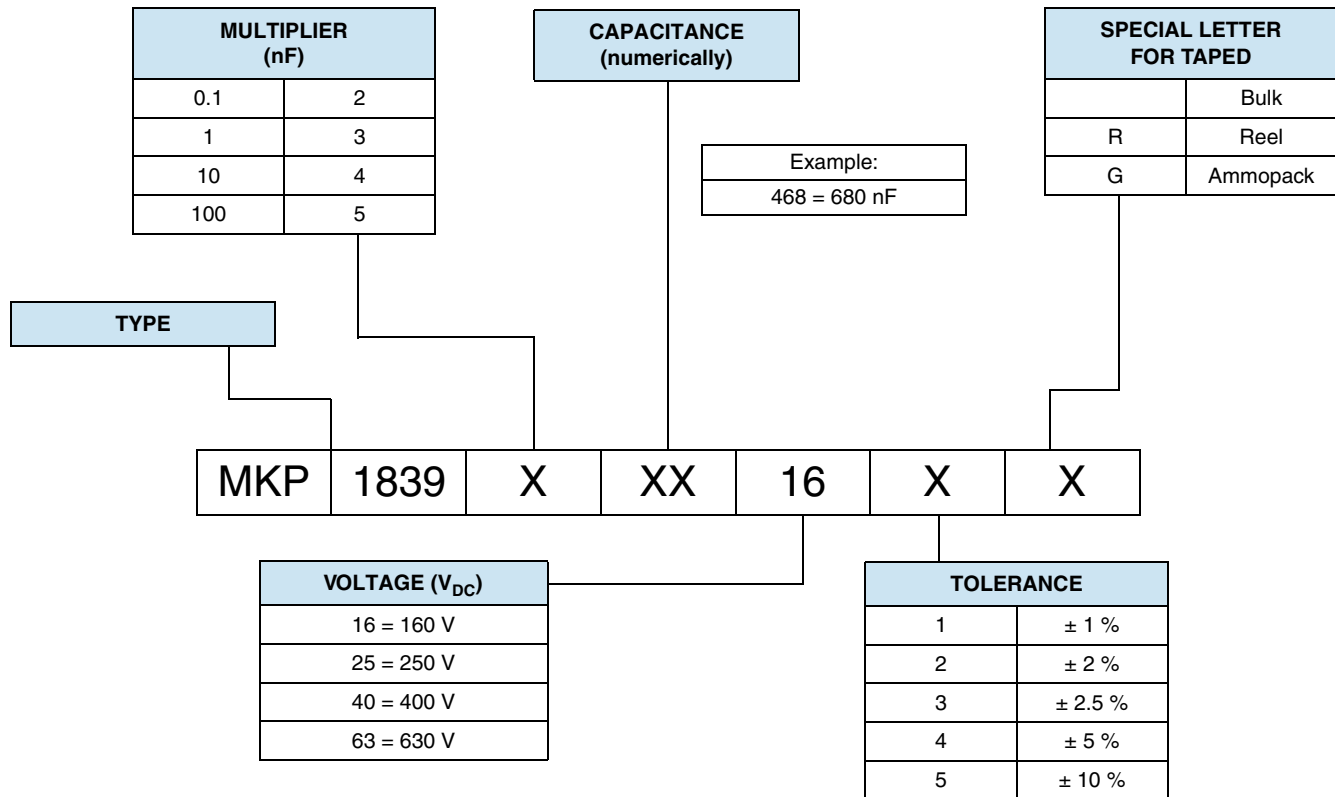 MULTIPLIER
(nF)
0.1 2
1 3
10 4
100 5
CAPACITANCE
(numerically)
Example:
468 = 680 nF
SPECIAL LETTER
FOR TAPED
Bulk
R Reel
G Ammopack
TYPE
MKP 1839 X XX 16 X X
VOLTAGE (VDC)
16 = 160 V
25 = 250 V
40 = 400 V
63 = 630 V
TOLERANCE
1 ± 1 %
2 ± 2 %
3 ± 2.5 %
4 ± 5 %
5 ± 10 %